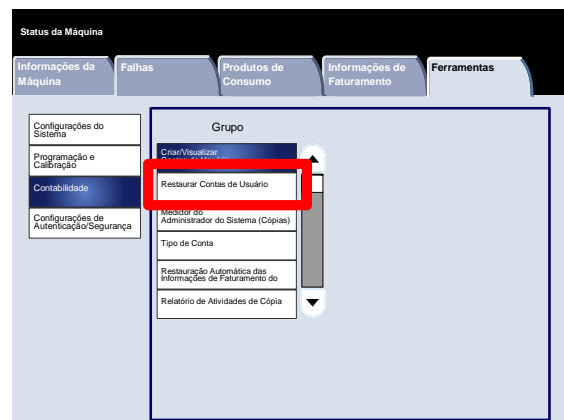 Status da Máquina
Informações da
Máquina
Falhas
Produtos de
Consumo
Informações de
Faturamento
Ferramentas
Configurações do
Sistema
Programação e
Calibração
Contabilidade
Configurações de
Autenticação/Segurança
Grupo
Criar/Visualizar
Restaurar Contas de Usuário
Medidor do
Administrador do Sistema (Cópias)
Tipo de Conta
Restauração Automática das
Informações de Faturamento do
Relatório de Atividades de Cópia